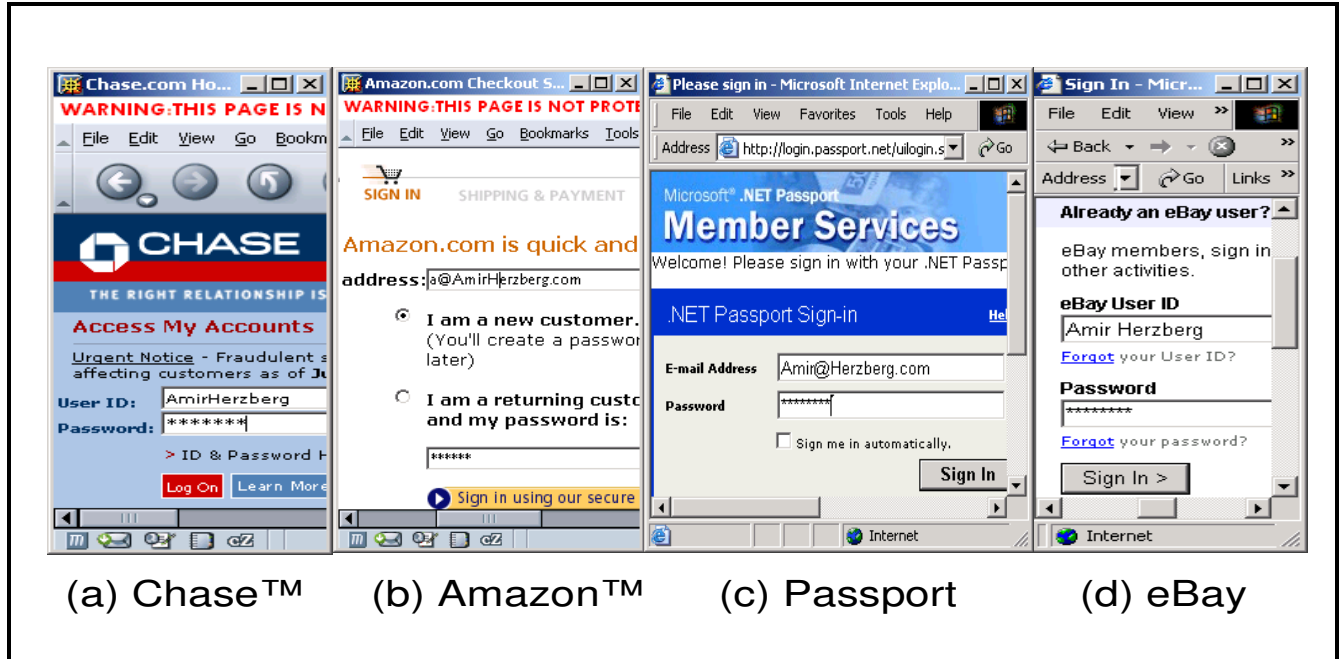 Chase.com Ho...
WARNING:THIS PAGE IS N
File Edit View Go Bookm
CHASE
THE RIGHT RELATIONSHIP IS
Access My Accounts
Urgent Notice - Fraudulent s
affecting customers as of Ju
User ID: AmirHerzberg
Password: *******
> ID & Password H
Log On Learn More
(a) Chase™
Amazon.com Checkout S...
WARNING:THIS PAGE IS NOT PROTE
File Edit View Go Bookmarks Tools
SIGN IN SHIPPING & PAYMENT
Amazon.com is quick and
address: a@AmirHerzberg.com
I am a new customer.
(You'll create a passwor
later)
I am a returning custo
and my password is:
******
Sign in using our secure
(b) Amazon™
Please sign in - Microsoft Internet Explo...
File Edit View Favorites Tools Help
Address http://login.passport.net/uilogin.s Go
Microsoft® .NET Passport
Member Services
Welcome! Please sign in with your .NET Passp
.NET Passport Sign-in Hel
E-mail Address Amir@Herzberg.com
Password ********
Sign me in automatically.
Sign In
Internet
(c) Passport
Sign In - Micr...
File Edit View »
Back »
Address Go Links »
Already an eBay user?
eBay members, sign in
other activities.
eBay User ID
Amir Herzberg
Forgot your User ID?
Password
********
Forgot your password?
Sign In >
Internet
(d) eBay